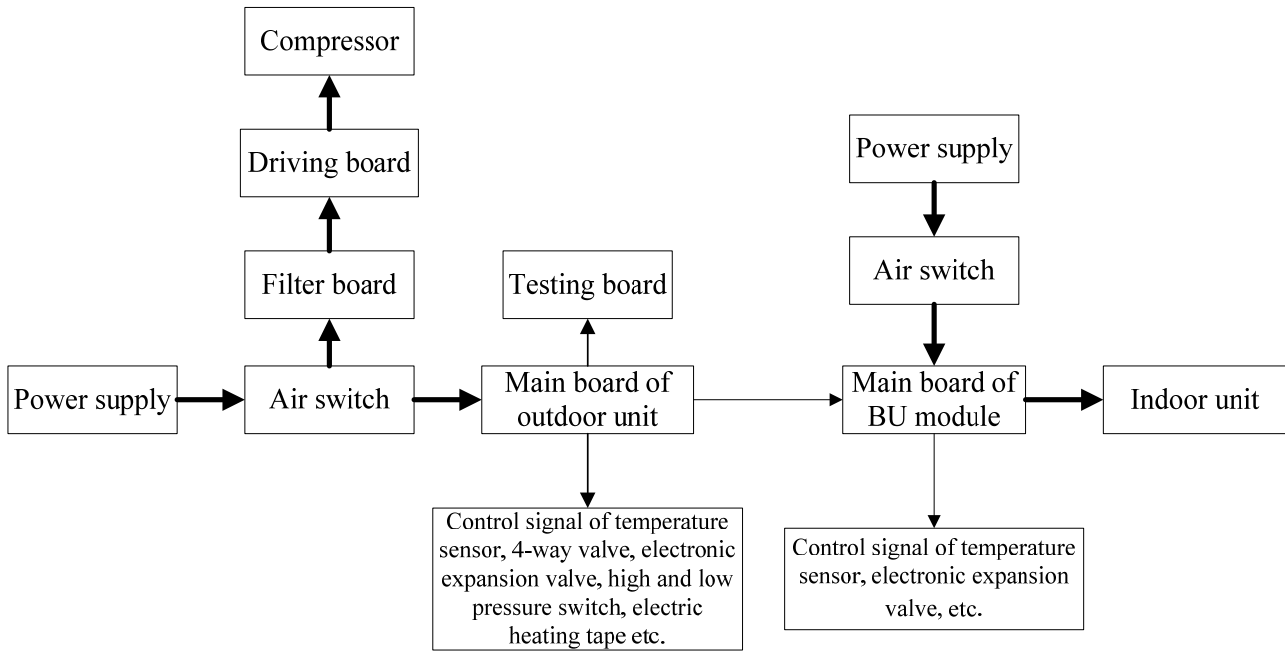 Compressor
Driving board
Power supply
Air switch
Filter board
Testing board
Power supply
Air switch
Main board of
outdoor unit
Main board of
BU module
Indoor unit
Control signal of temperature
sensor, 4-way valve, electronic
expansion valve, high and low
pressure switch, electric
heating tape etc.
Control signal of temperature
sensor, electronic expansion
valve, etc.